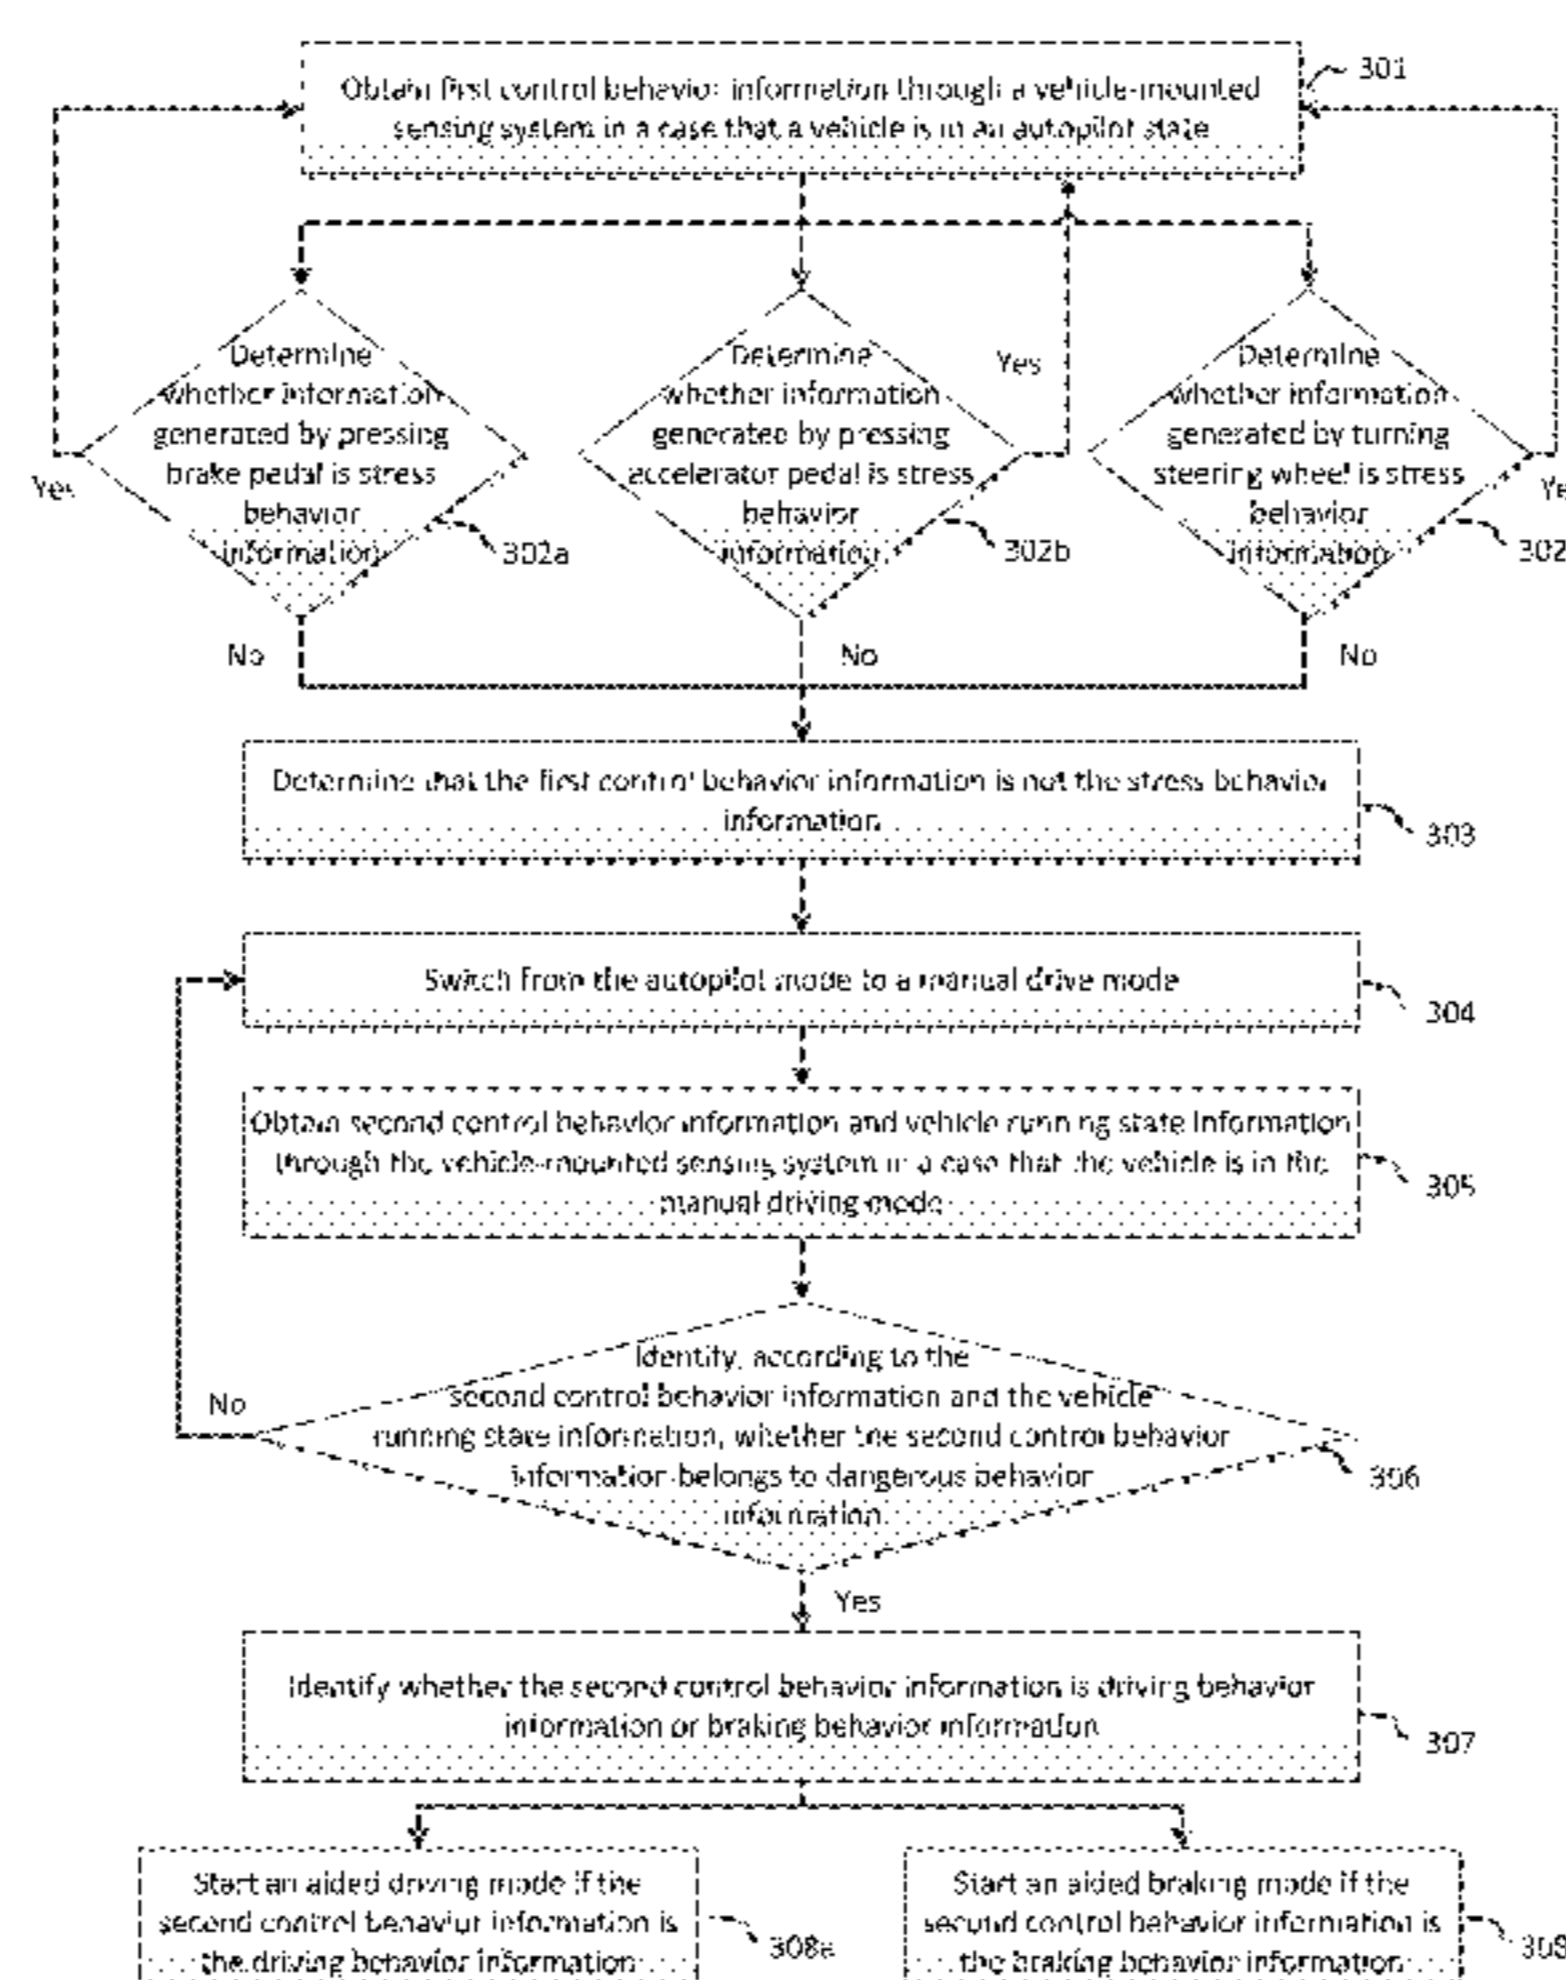 Obtain first control behavior information through a vehicle-mounted
sensing system in a case that a vehicle is in an autopilot state
301
Determine
whether information
generated by pressing
brake pedal is stress
behavior
information
Yes
302a
No
Determine
whether information
generated by pressing
accelerator pedal is stress
behavior
information
Yes
302b
No
Determine
whether information
generated by turning
steering wheel is stress
behavior
information
Ye
302
No
Determine that the first control behavior information is not the stress behavior
information
303
Switch from the autopilot mode to a manual drive mode
304
Obtain second control behavior information and vehicle running state information
through the vehicle-mounted sensing system in a case that the vehicle is in the
manual driving mode
305
Identify, according to the
second control behavior information and the vehicle
running state information, whether the second control behavior
information belongs to dangerous behavior
information
306
No
Yes
Identify whether the second control behavior information is driving behavior
information or braking behavior information
307
Start an aided driving mode if the
second control behavior information is
the driving behavior information
308a
Start an aided braking mode if the
second control behavior information is
the braking behavior information
308